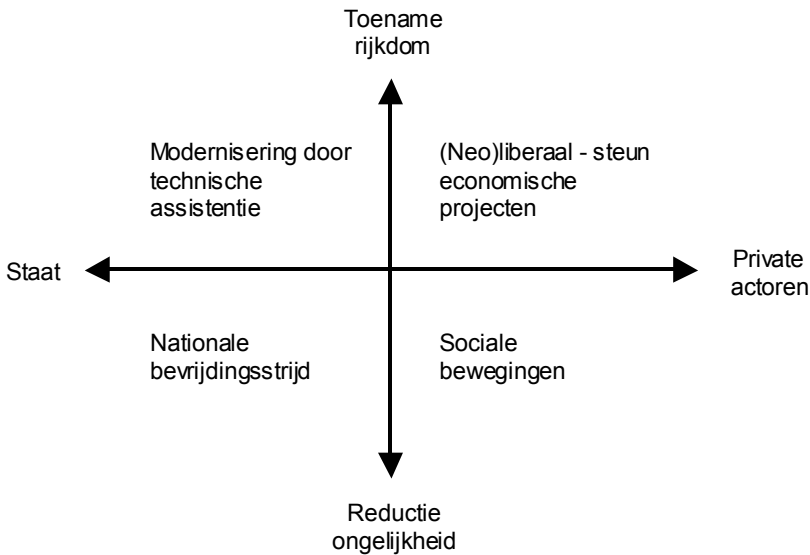 Toename
rijkdom
Modernisering door
technische
assistentie
(Neo)liberaal - steun
economische
projecten
Staat
Private
actoren
Nationale
bevrijdingsstrijd
Sociale
bewegingen
Reductie
ongelijkheid